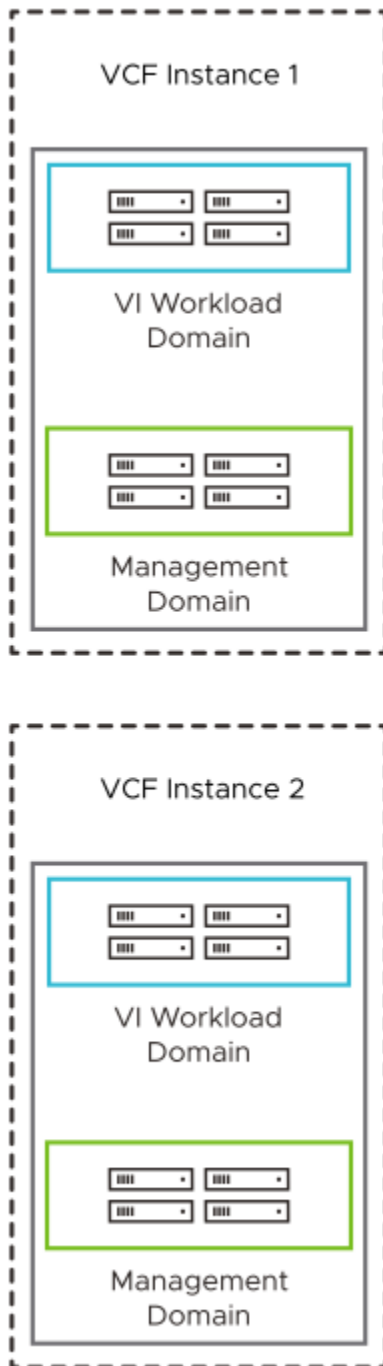 VCF Instance 1
VI Workload
Domain
Management
Domain
VCF Instance 2
VI Workload
Domain
Management
Domain